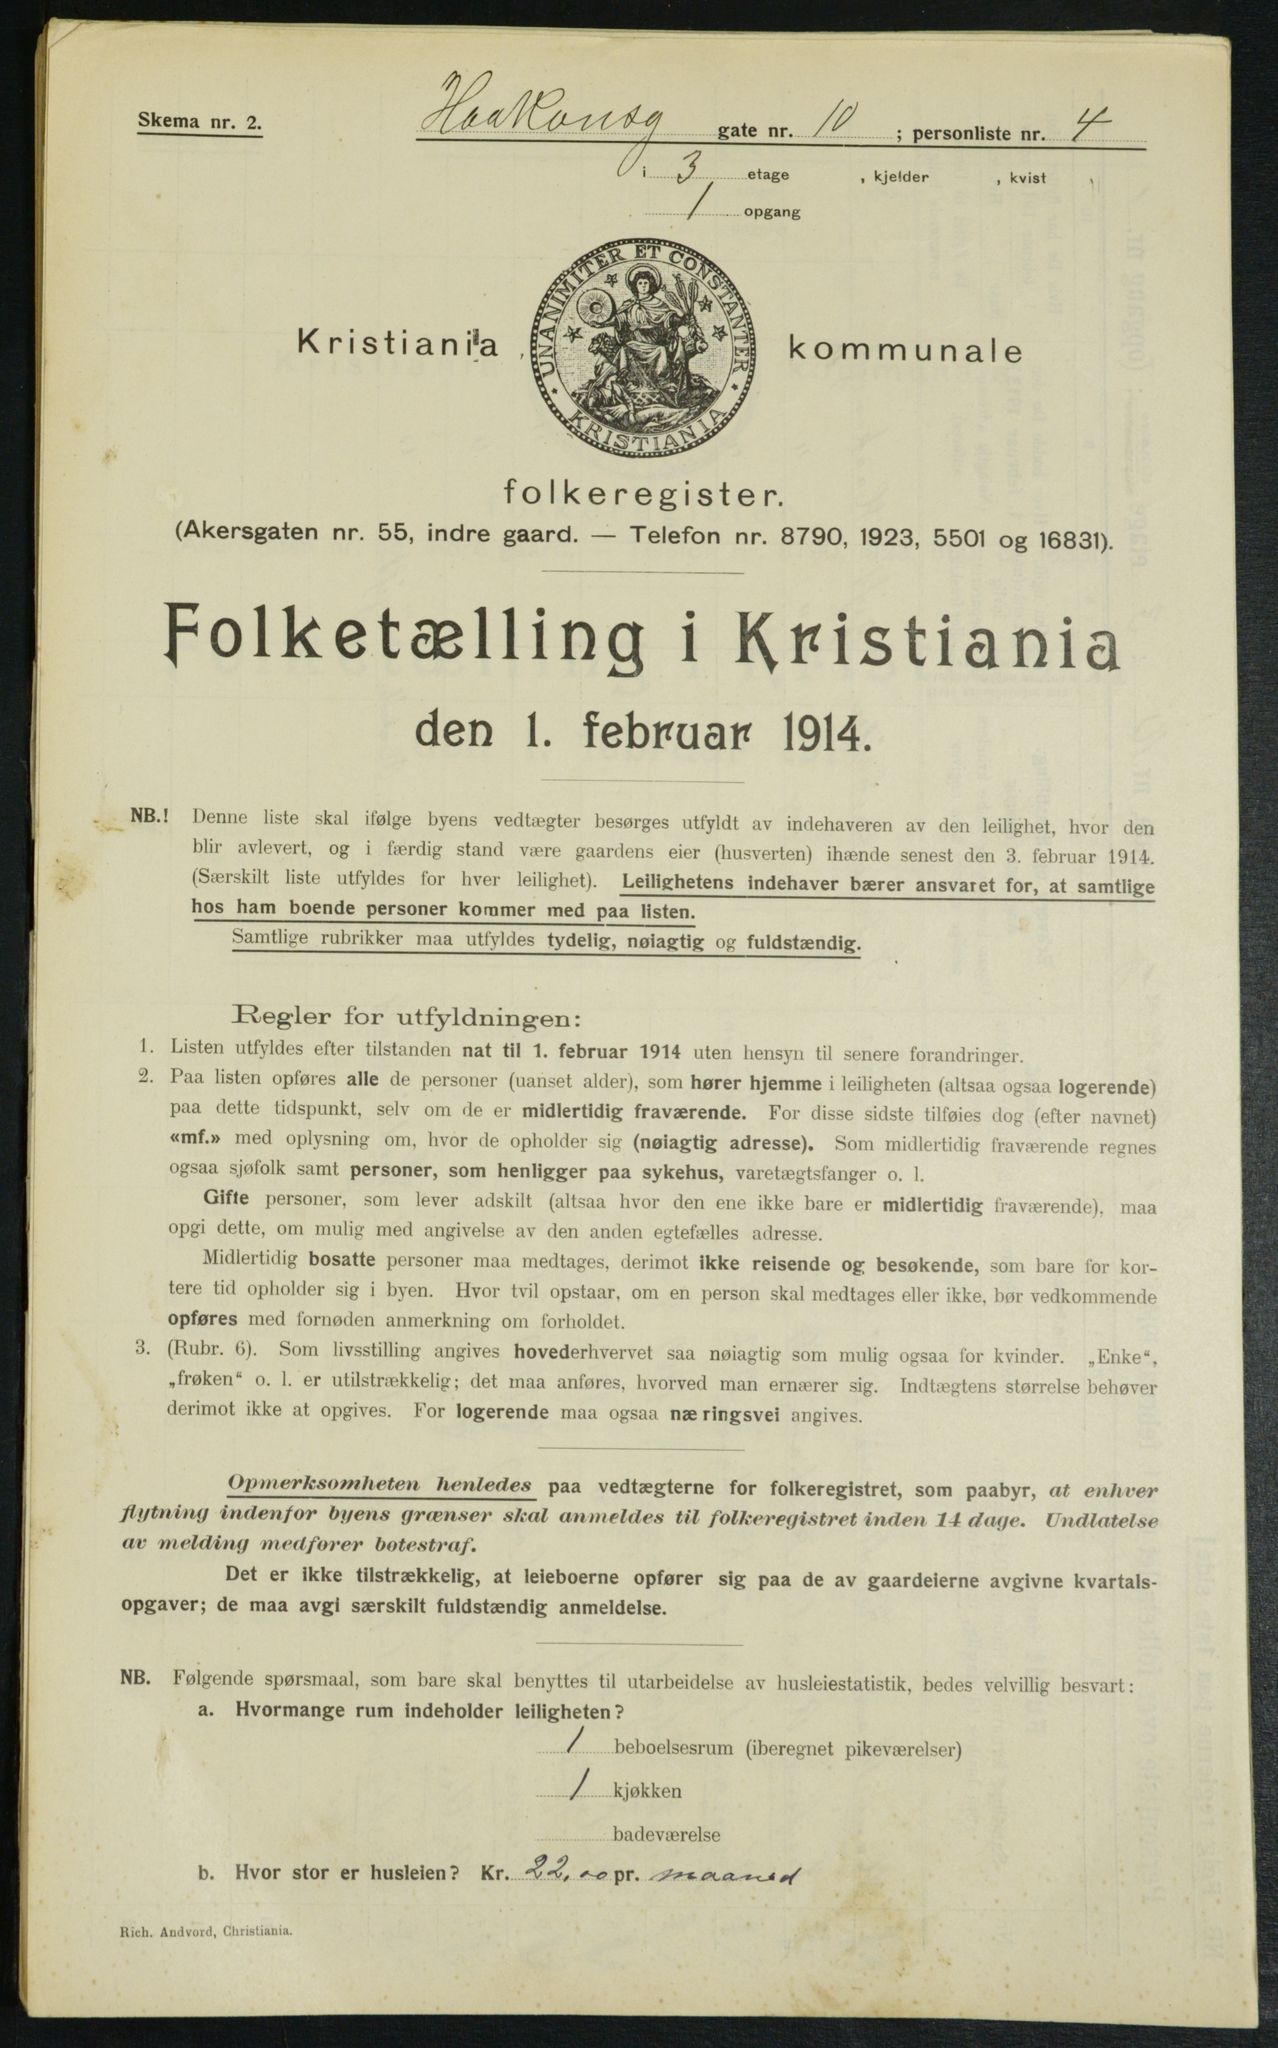 Skema nr. 2.
Haakonsg gate nr. 10 ; personliste nr. 4
i 3 etage , kjelder , kvist
1 opgang
UNANIMITER ET CONSTANTER
KRISTIANIA
Kristiania kommunale
folkeregister.
(Akersgaten nr. 55, indre gaard. — Telefon nr. 8790, 1923, 5501 og 16831).
Folketælling i Kristiania
den 1. februar 1914.
NB.! Denne liste skal ifølge byens vedtægter besørges utfyldt av indehaveren av den leilighet, hvor den
blir avlevert, og i færdig stand være gaardens eier (husverten) ihænde senest den 3. februar 1914.
(Særskilt liste utfyldes for hver leilighet). Leilighetens indehaver bærer ansvaret for, at samtlige
hos ham boende personer kommer med paa listen.
Samtlige rubrikker maa utfyldes tydelig, nøiagtig og fuldstændig.
Regler for utfyldningen:
1. Listen utfyldes efter tilstanden nat til 1. februar 1914 uten hensyn til senere forandringer.
2. Paa listen opføres alle de personer (uanset alder), som hører hjemme i leiligheten (altsaa ogsaa logerende)
paa dette tidspunkt, selv om de er midlertidig fraværende. For disse sidste tilføies dog (efter navnet)
«mf.» med oplysning om, hvor de opholder sig (nøiagtig adresse). Som midlertidig fraværende regnes
ogsaa sjøfolk samt personer, som henligger paa sykehus, varetægtsfanger o. l.
Gifte personer, som lever adskilt (altsaa hvor den ene ikke bare er midlertidig fraværende), maa
opgi dette, om mulig med angivelse av den anden egtefælles adresse.
Midlertidig bosatte personer maa medtages, derimot ikke reisende og besøkende, som bare for kor-
tere tid opholder sig i byen. Hvor tvil opstaar, om en person skal medtages eller ikke, bør vedkommende
opføres med fornøden anmerkning om forholdet.
3. (Rubr. 6). Som livsstilling angives hovederhvervet saa nøiagtig som mulig ogsaa for kvinder. „Enke“,
„frøken“ o. l. er utilstrækkelig; det maa anføres, hvorved man ernærer sig. Indtægtens størrelse behøver
derimot ikke at opgives. For logerende maa ogsaa næringsvei angives.
Opmerksomheten henledes paa vedtægterne for folkeregistret, som paabyr, at enhver
flytning indenfor byens grænser skal anmeldes til folkeregistret inden 14 dage. Undlatelse
av melding medfører botestraf.
Det er ikke tilstrækkelig, at leieboerne opfører sig paa de av gaardeierne avgivne kvartals-
opgaver; de maa avgi særskilt fuldstændig anmeldelse.
NB. Følgende spørsmaal, som bare skal benyttes til utarbeidelse av husleiestatistik, bedes velvillig besvart:
a. Hvormange rum indeholder leiligheten?
1 beboelsesrum (iberegnet pikeværelser)
1 kjøkken
badeværelse
b. Hvor stor er husleien? Kr. 22,00 pr. maaned
Rich. Andvord, Christiania.